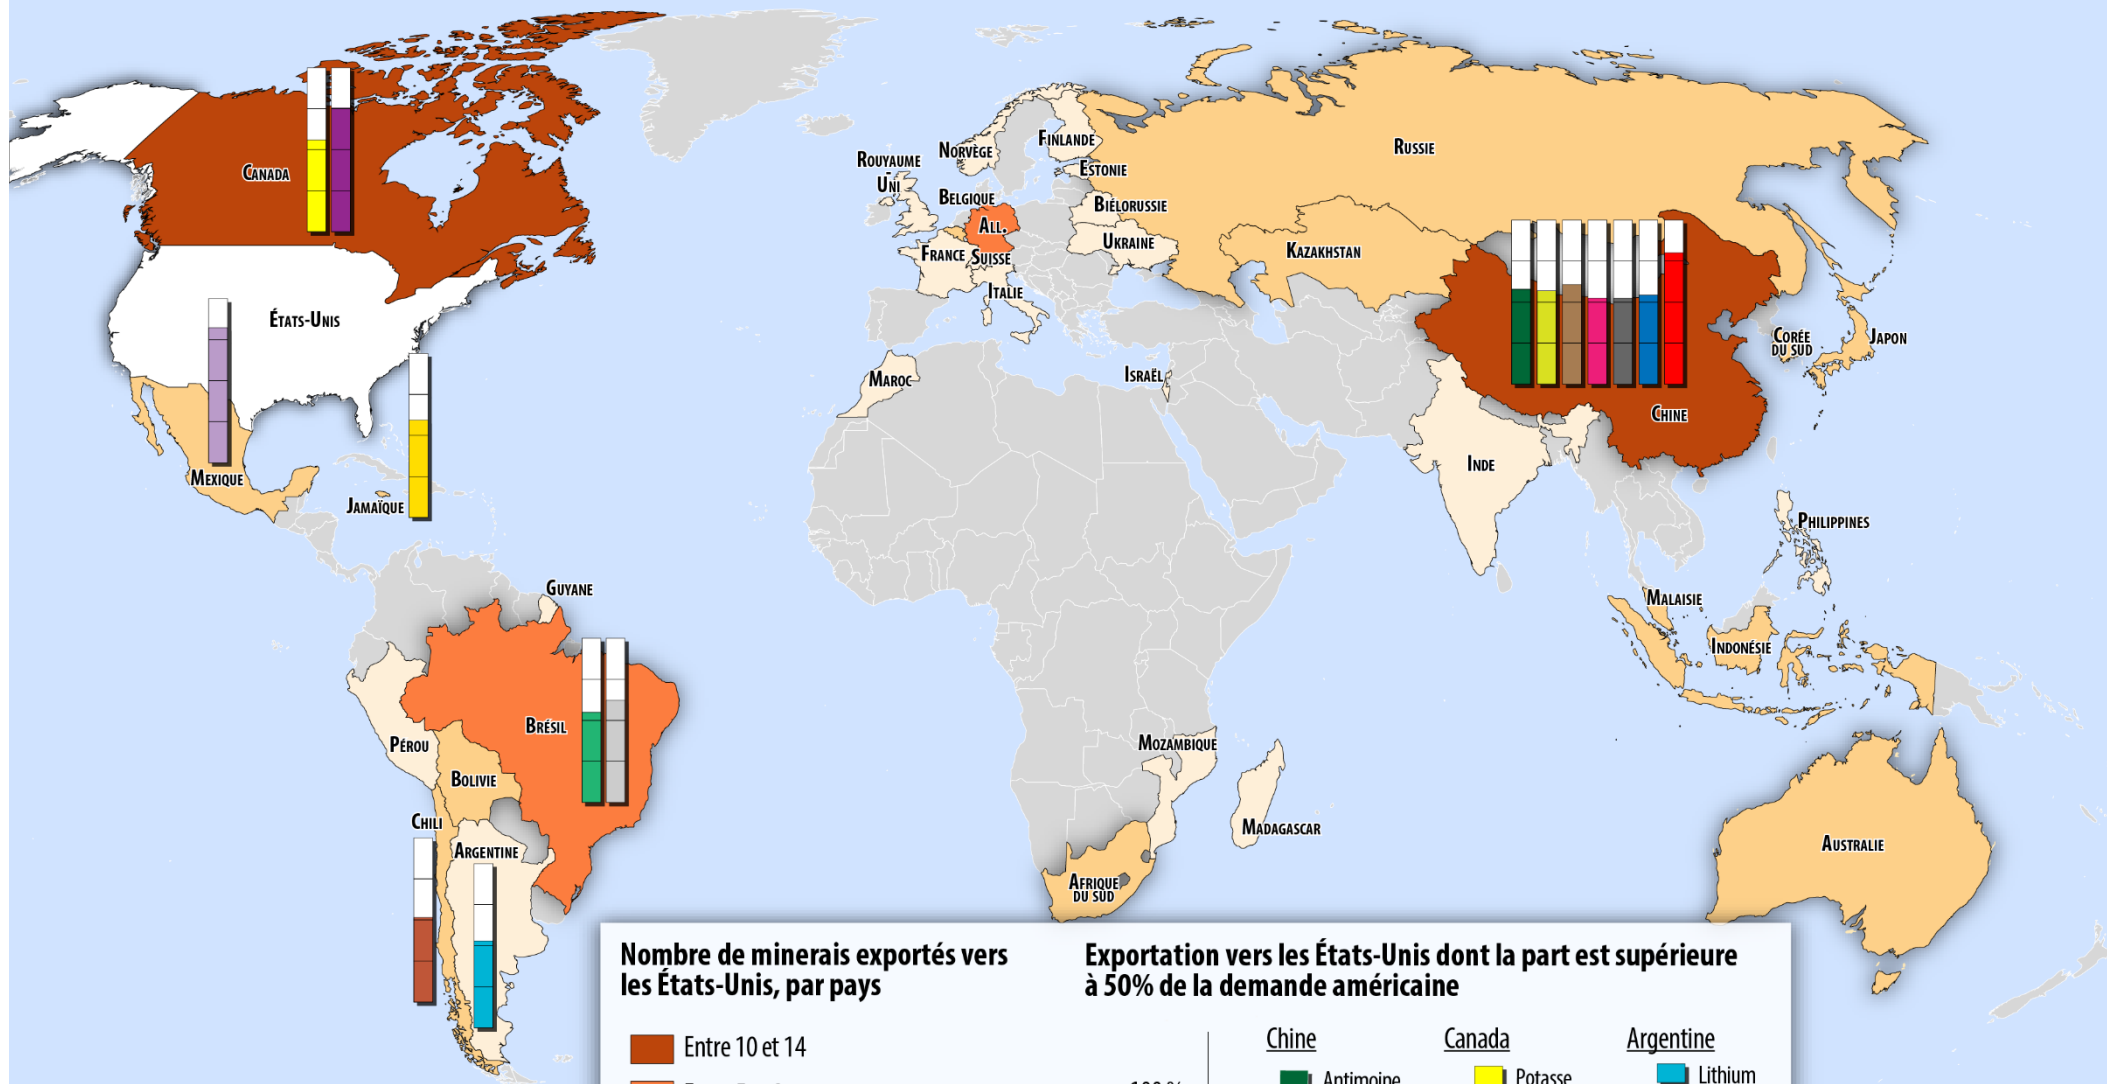 Canada
États-Unis
Mexique
Jamaïque
Guyane
Brésil
Pérou
Bolivie
Chili
Argentine
Rouyaume
-
Uni
Norvège
Finlande
Estonie
Belgique
All.
Biélorussie
Ukraine
France
Suisse
Italie
Maroc
Israël
Russie
Kazakhstan
Chine
Corée
du sud
Japon
Inde
Philippines
Malaisie
Indonésie
Mozambique
Madagascar
Afrique
du sud
Australie
Nombre de minerais exportés vers
les États-Unis, par pays
Entre 10 et 14
Exportation vers les États-Unis dont la part est supérieure
à 50% de la demande américaine
Chine
Canada
Argentine
Antimoine
Potasse
Lithium